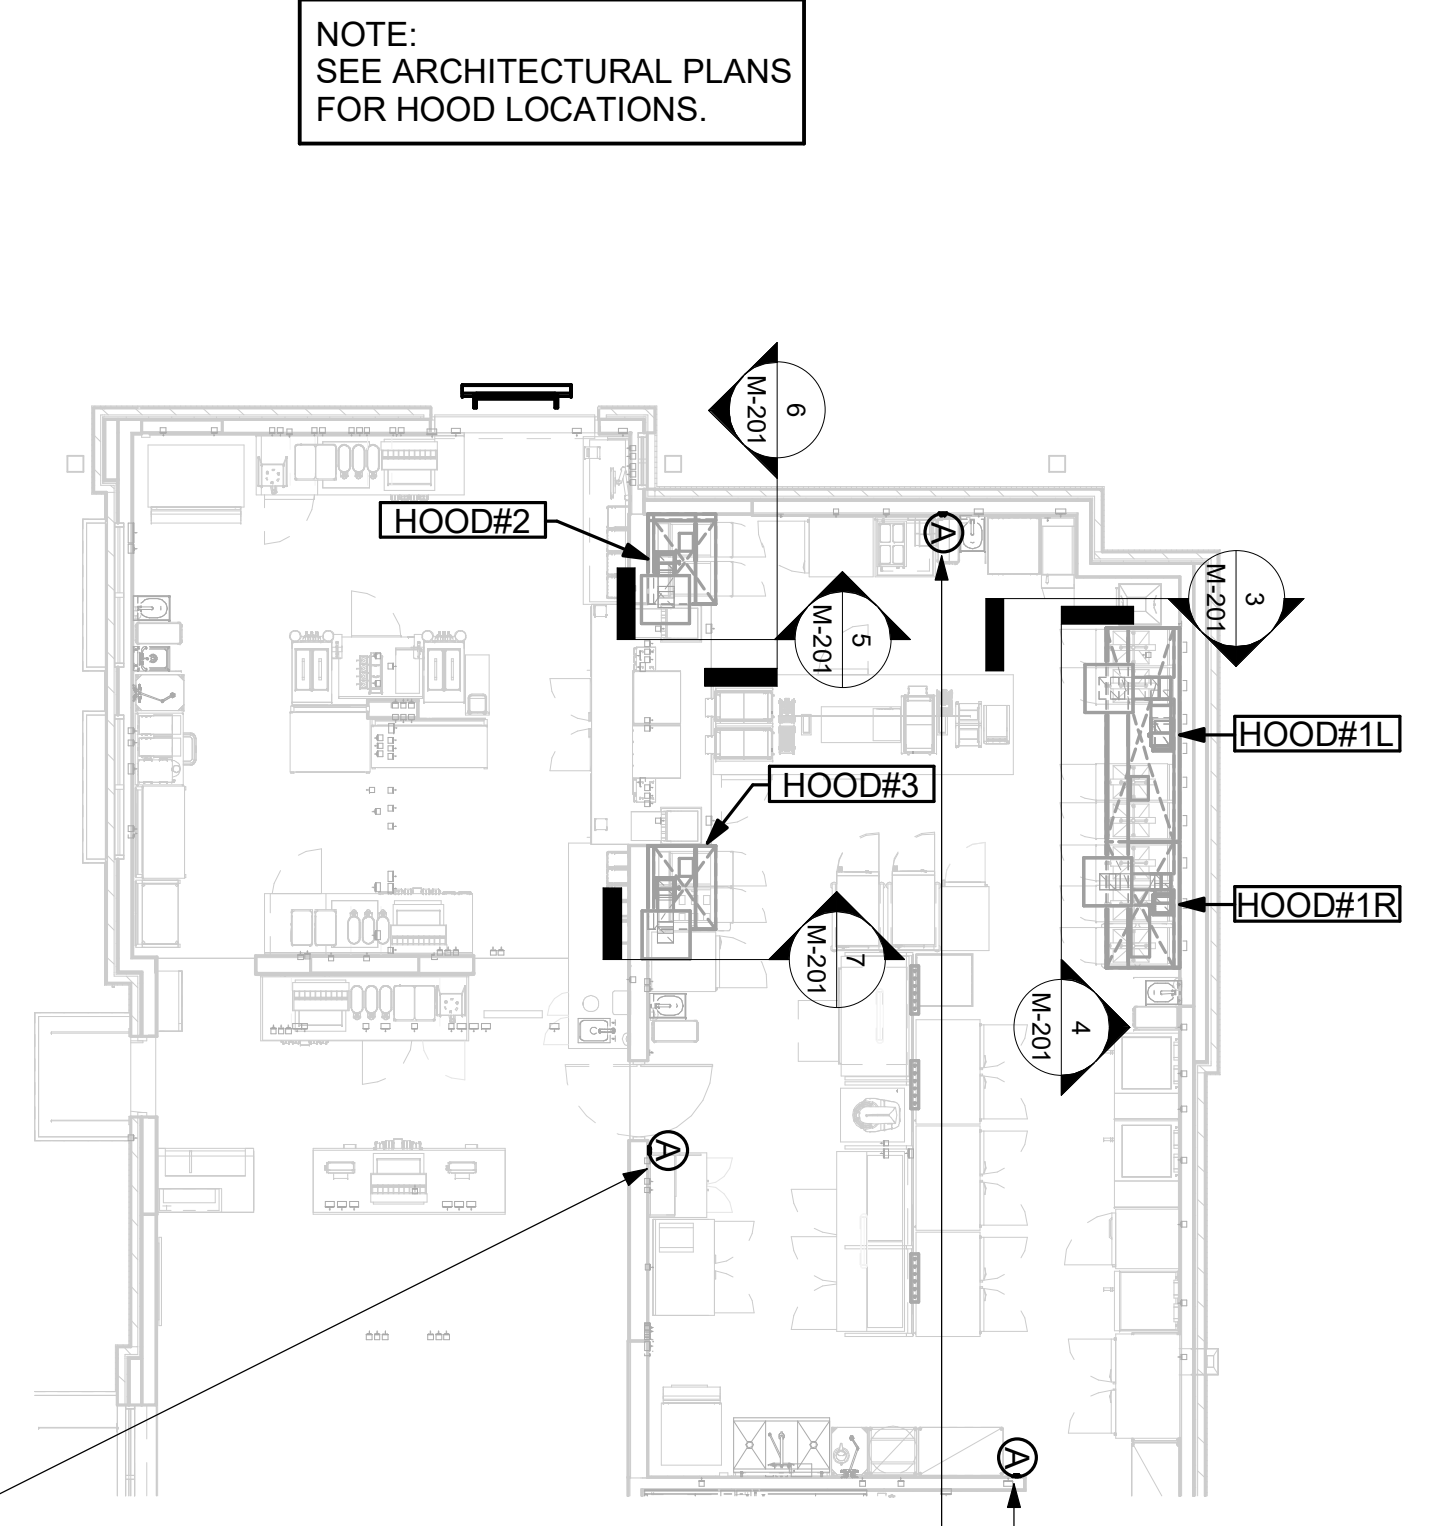 NOTE:
SEE ARCHITECTURAL PLANS
FOR HOOD LOCATIONS.
6
M-201
HOOD#2
A
3
M-201
5
M-201
HOOD#1L
HOOD#3
HOOD#1R
7
M-201
4
M-201
A
A